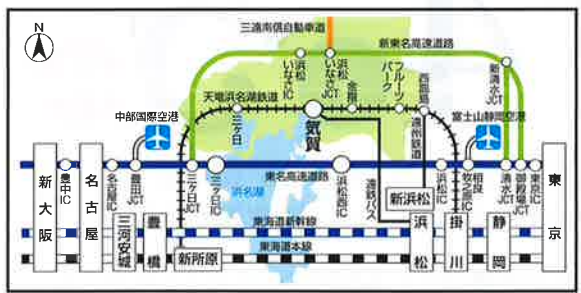 N
三遠南信自動車道
新東名高速道路
浜松いなさIC
浜松いなさJCT
フルーツパーク
金指
西鹿島
新清水JCT
天竜浜名湖鉄道
三ヶ日
気賀
遠州鉄道
中部国際空港
富士山静岡空港
新大阪
豊中IC
名古屋
名古屋IC
豊田JCT
三ヶ日JCT
三ヶ日IC
東名高速道路
浜松西IC
遠鉄バス
新浜松
浜松IC
相良牧之原IC
清水JCT
御殿場JCT
東京IC
東京
浜名湖
三河安城
豊橋
東海道新幹線
東海道本線
新所原
浜松
掛川
静岡